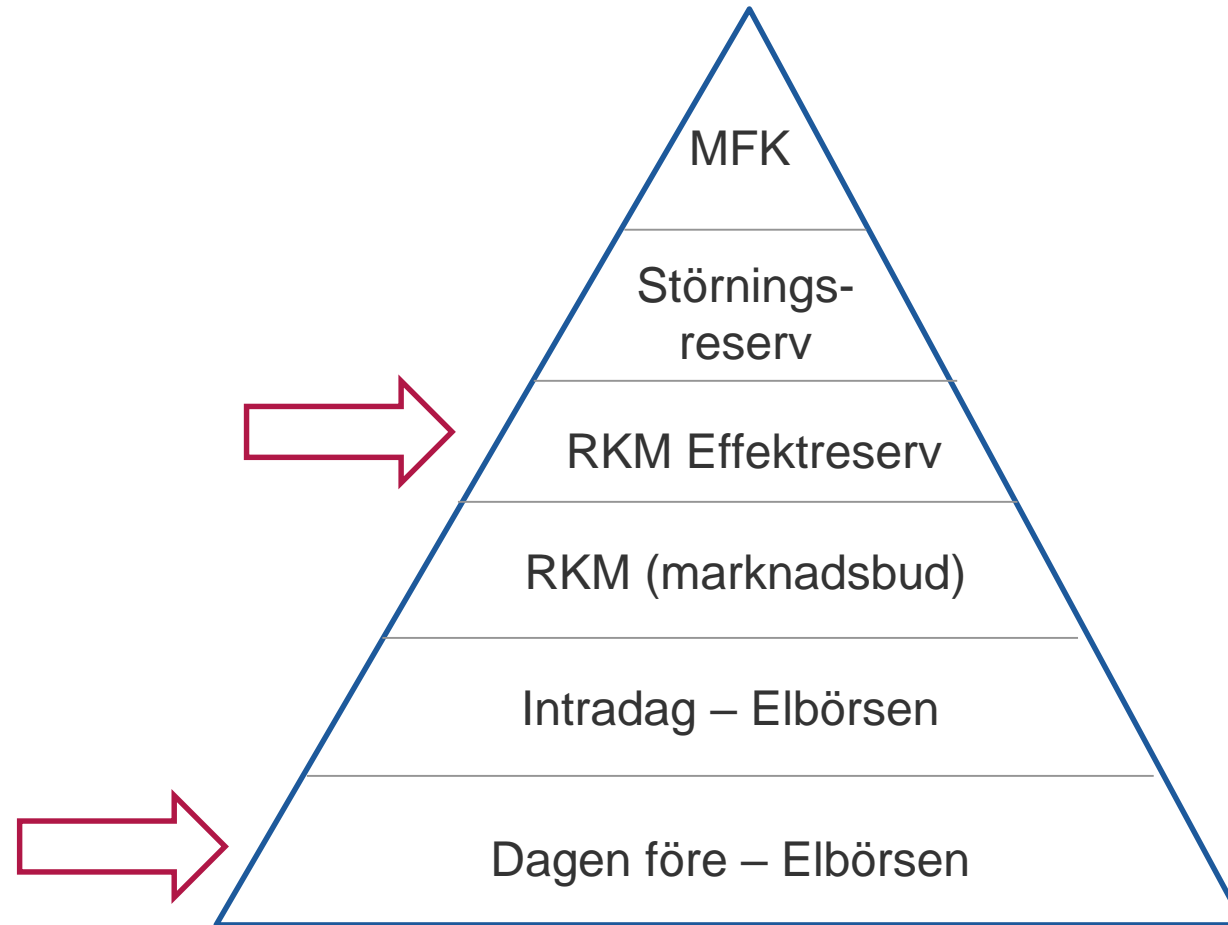 MFK
Störnings-
reserv
RKM Effektreserv
RKM (marknadsbud)
Intradag – Elbörsen
Dagen före – Elbörsen